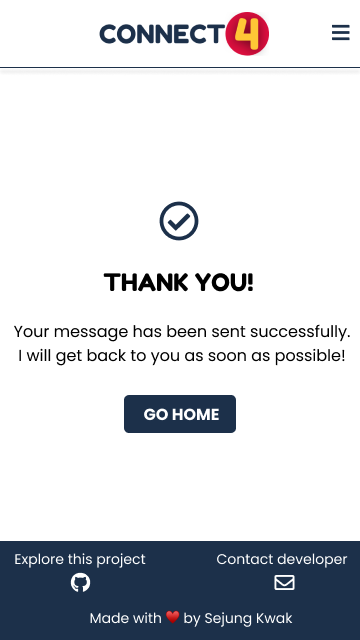 CONNECT4
THANK YOU!
Your message has been sent successfully.
I will get back to you as soon as possible!
GO HOME
Explore this project
Contact developer
Made with ❤️ by Sejung Kwak